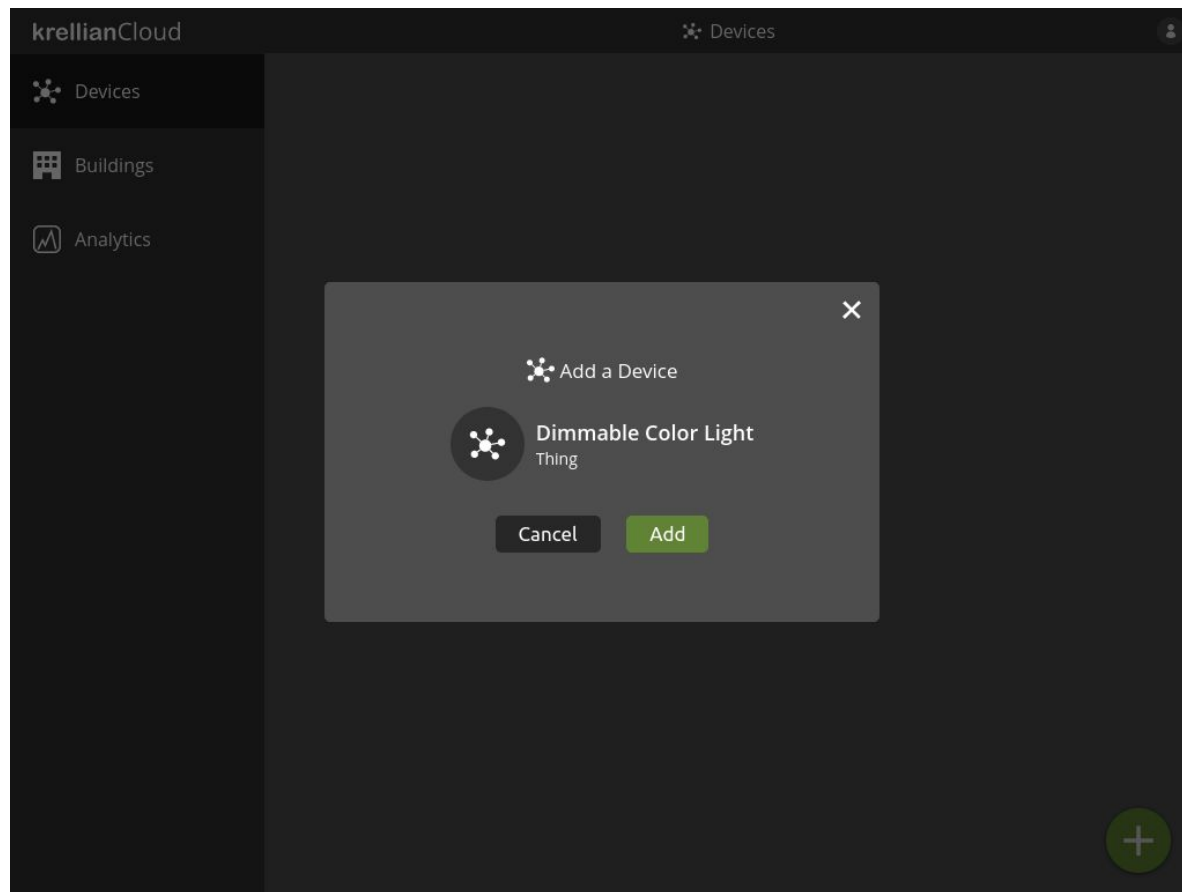 krellianCloud
Devices
Devices
Buildings
Analytics
Add a Device
Dimmable Color Light
Thing
Cancel
Add